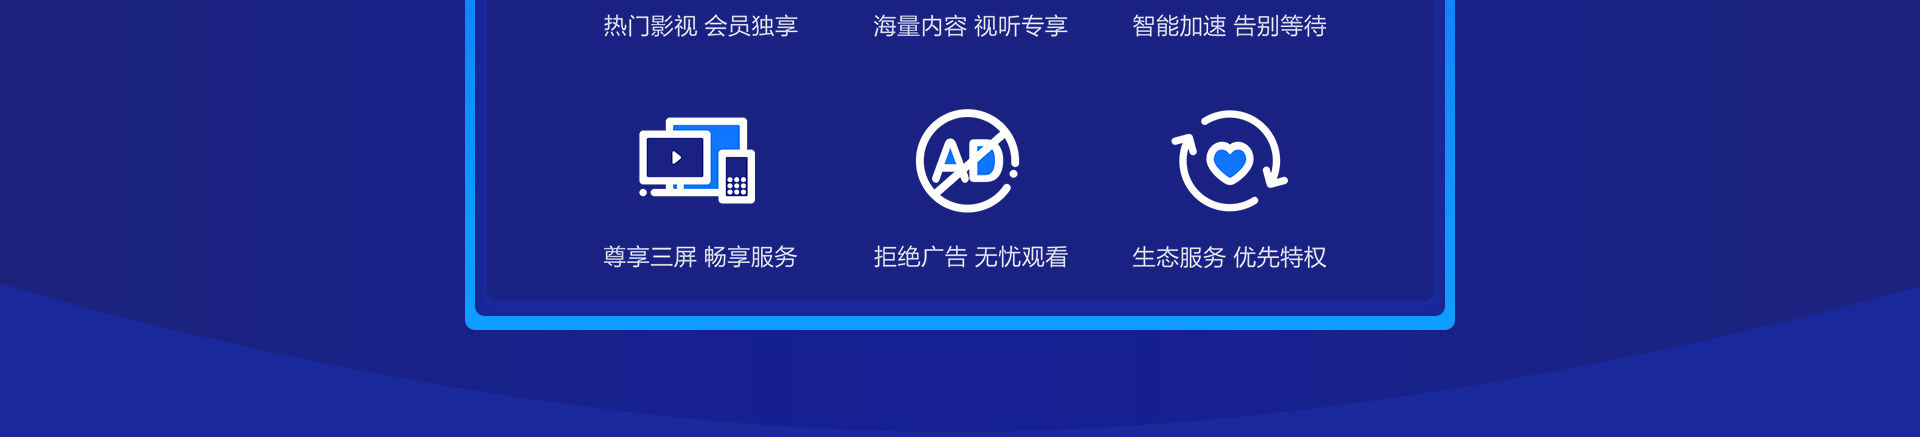 热门影视 会员独享
海量内容 视听专享
智能加速 告别等待
AD
尊享三屏 畅享服务
拒绝广告 无忧观看
生态服务 优先特权